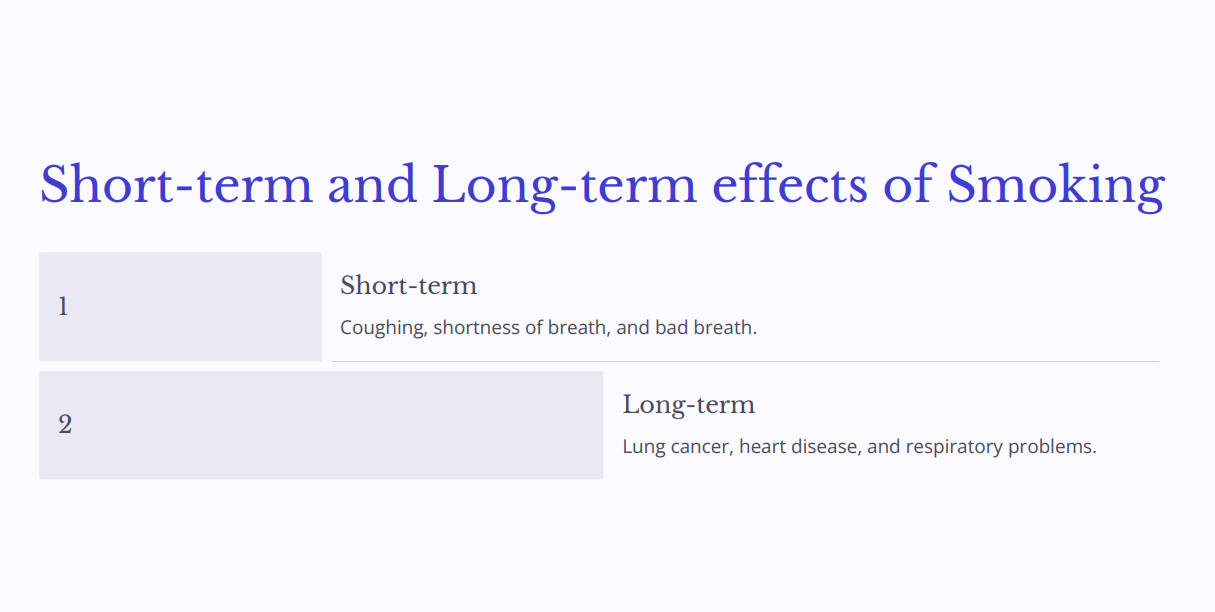 Short-term and Long-term effects of Smoking
1
Short-term
Coughing, shortness of breath, and bad breath.
2
Long-term
Lung cancer, heart disease, and respiratory problems.